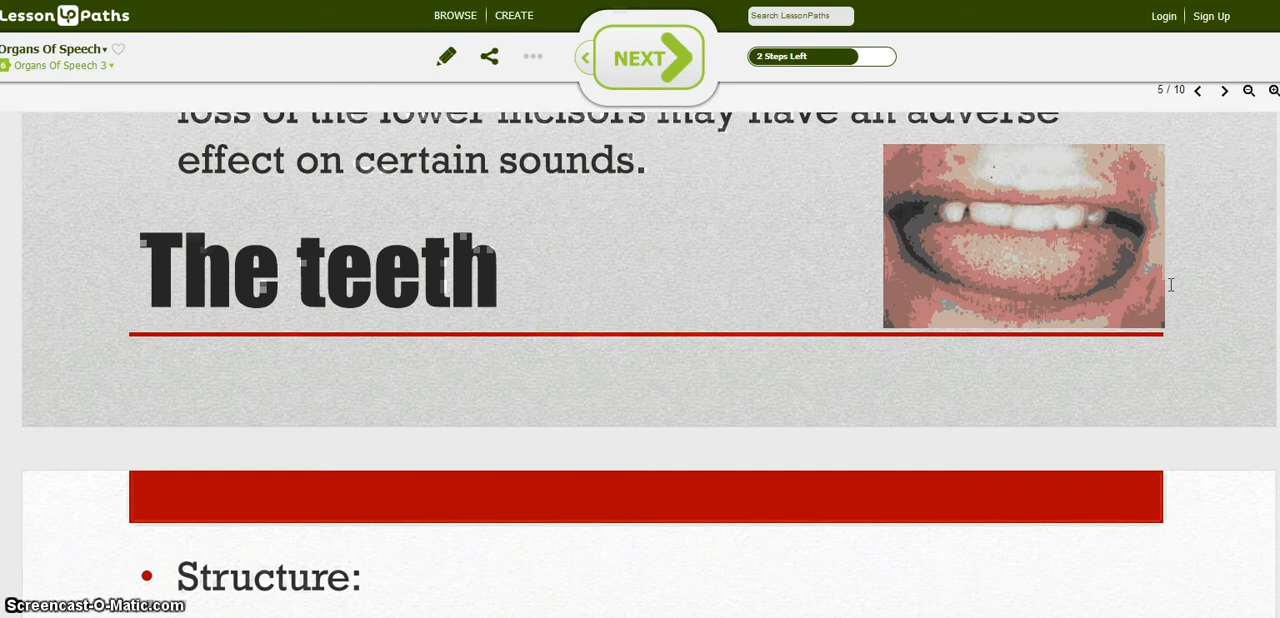 Lesson LP Paths
BROWSE
CREATE
Search LessonPaths
Login
Sign Up
Organs Of Speech
6 Organs Of Speech 3
NEXT
2 Steps Left
5 / 10
loss of the lower incisors may have an adverse
effect on certain sounds.
The teeth
Structure:
Screencast-O-Matic.com